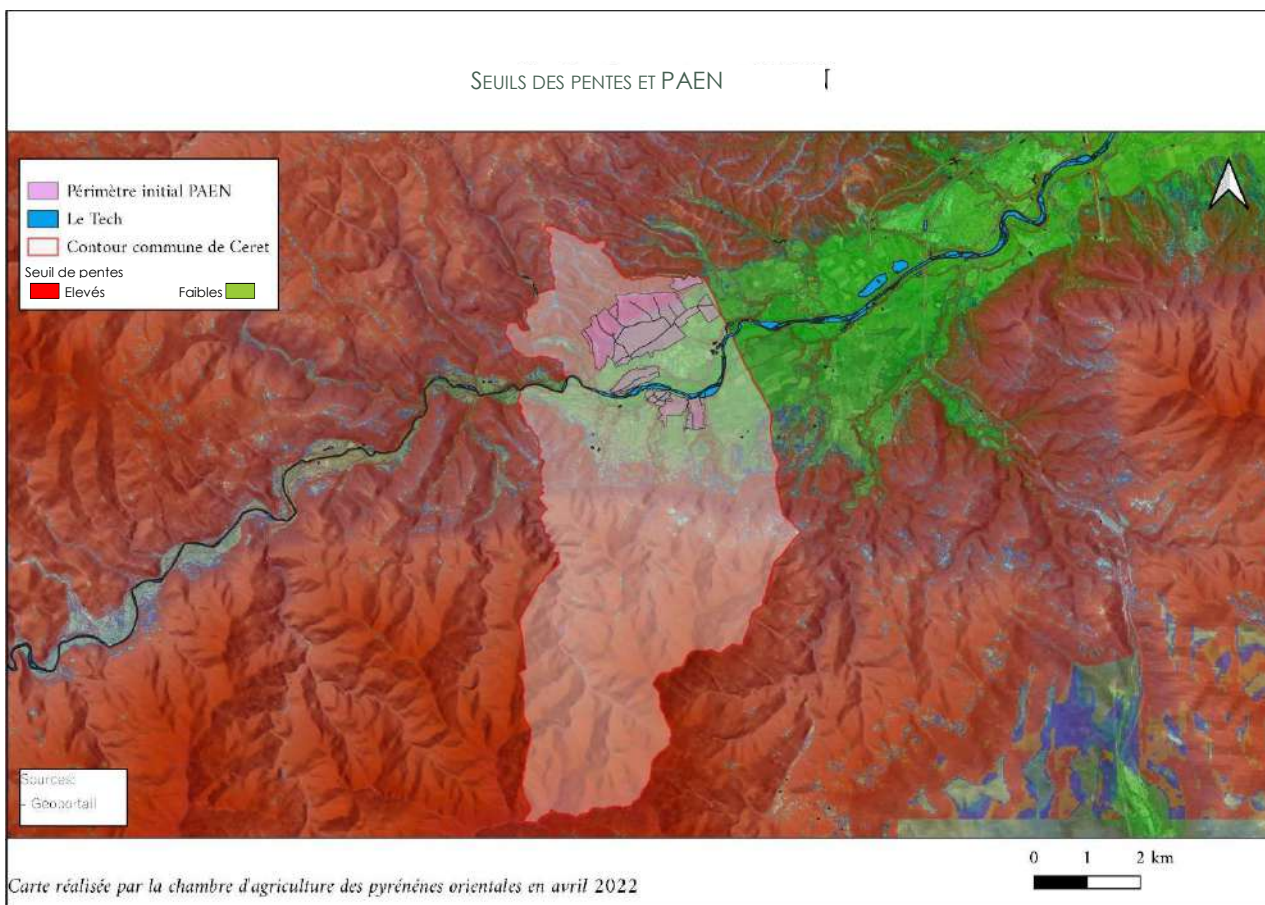 SEUILS DES PENTES ET PAEN
Périmètre initial PAEN
Le Tech
Contour commune de Ceret
Seuil de pentes
Elevés Faibles
Sources:
- Géoportail
0 1 2 km
Carte réalisée par la chambre d'agriculture des pyrénénes orientales en avril 2022